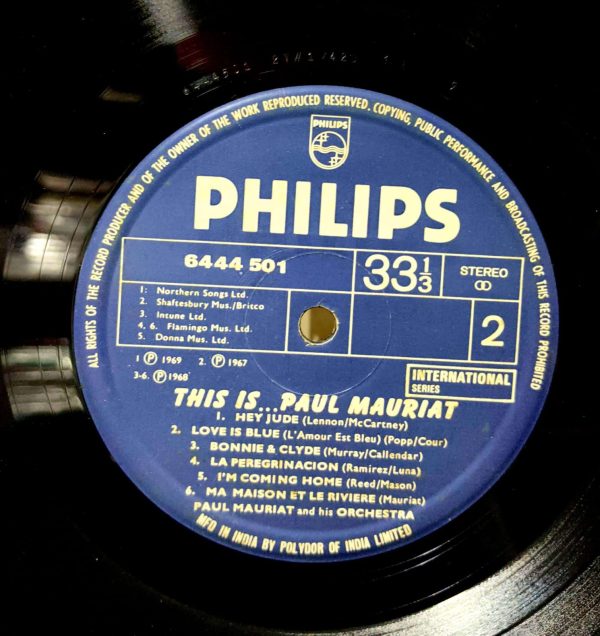 ALL RIGHTS OF THE RECORD PRODUCER AND OF THE OWNER OF THE WORK REPRODUCED RESERVED. COPYING, PUBLIC PERFORMANCE AND BROADCASTING OF THIS RECORD PROHIBITED
PHILIPS
PHILIPS
6444 501
33 1/3
STEREO
1: Northern Songs Ltd.
2. Shaftesbury Mus./Britco
3. Intune Ltd.
4, 6. Flamingo Mus. Ltd.
5. Donna Mus. Ltd.
2
1 Ⓟ 1969 2. Ⓟ 1967
3-6. Ⓟ 1968
INTERNATIONAL
SERIES
THIS IS...PAUL MAURIAT
1. HEY JUDE (Lennon/McCartney)
2. LOVE IS BLUE (L'Amour Est Bleu) (Popp/Cour)
3. BONNIE & CLYDE (Murray/Callendar)
4. LA PEREGRINACION (Ramirez/Luna)
5. I'M COMING HOME (Reed/Mason)
6. MA MAISON ET LE RIVIERE (Mauriat)
PAUL MAURIAT and his ORCHESTRA
MFD IN INDIA BY POLYDOR OF INDIA LIMITED